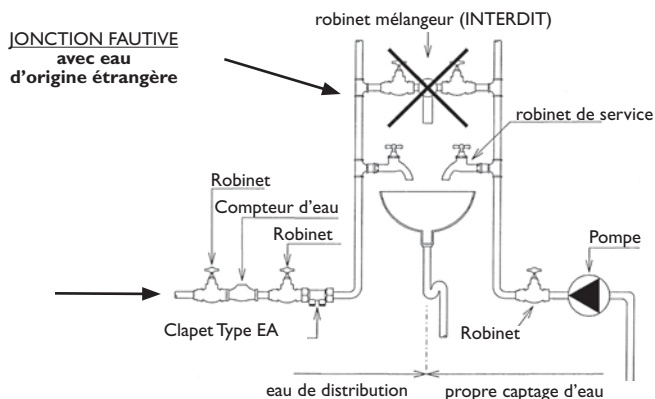 robinet mélangeur (INTERDIT)
JONCTION FAUTIVE
avec eau
d'origine étrangère
robinet de service
Robinet
Compteur d'eau
Robinet
Pompe
Clapet Type EA
Robinet
eau de distribution
propre captage d'eau